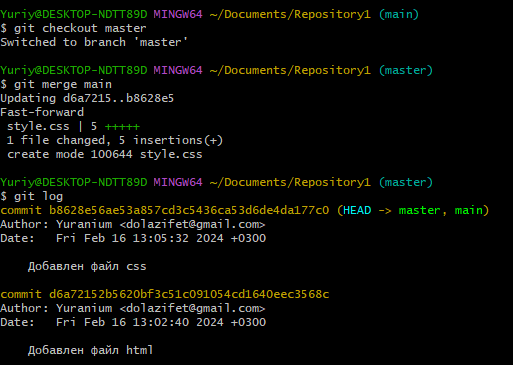 Yuriy@DESKTOP-NDTT89D MINGW64 ~/Documents/Repository1 (main)
$ git checkout master
Switched to branch 'master'
Yuriy@DESKTOP-NDTT89D MINGW64 ~/Documents/Repository1 (master)
$ git merge main
Updating d6a7215..b8628e5
Fast-forward
 style.css | 5 +++++
 1 file changed, 5 insertions(+)
 create mode 100644 style.css
Yuriy@DESKTOP-NDTT89D MINGW64 ~/Documents/Repository1 (master)
$ git log
commit b8628e56ae53a857cd3c5436ca53d6de4da177c0 (HEAD -> master, main)
Author: Yuranium <dolazifet@gmail.com>
Date:   Fri Feb 16 13:05:32 2024 +0300
    Добавлен файл css
commit d6a72152b5620bf3c51c091054cd1640eec3568c
Author: Yuranium <dolazifet@gmail.com>
Date:   Fri Feb 16 13:02:40 2024 +0300
    Добавлен файл html